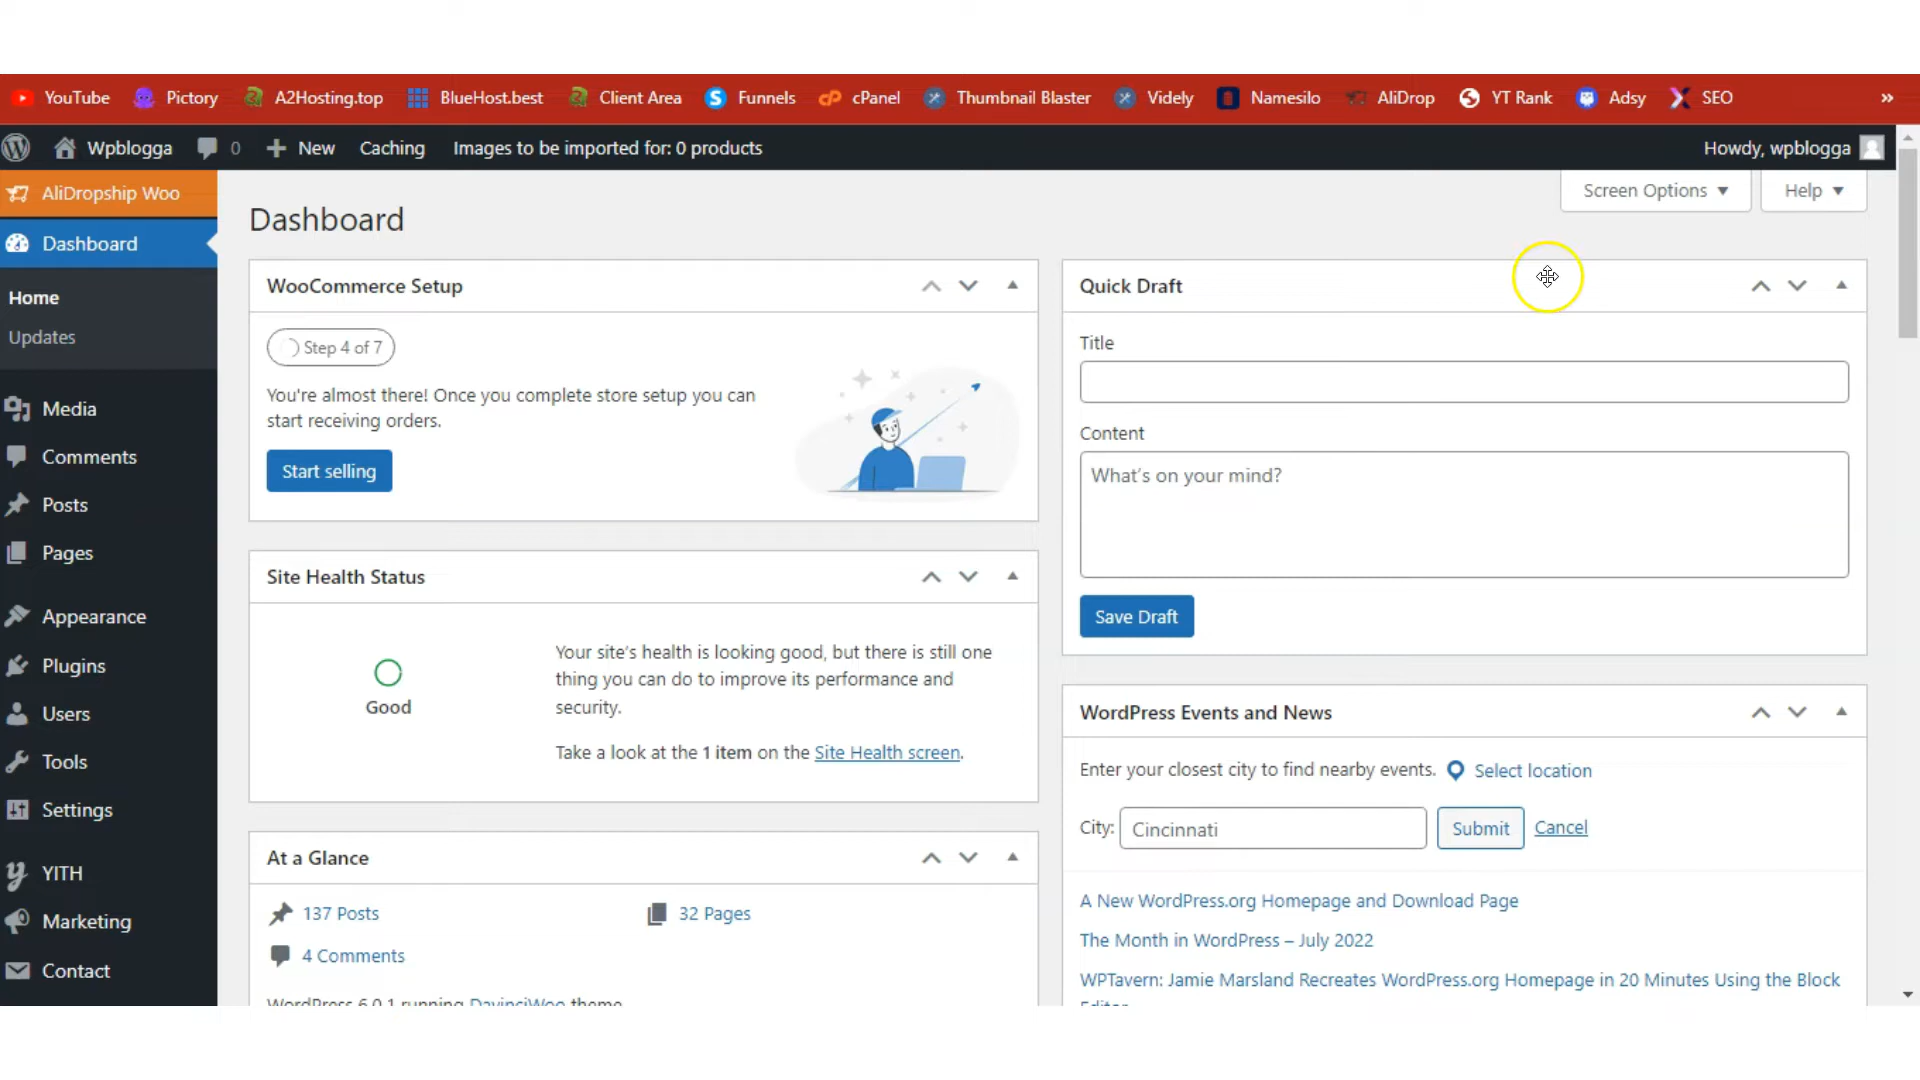 YouTube Pictory A2Hosting.top BlueHost.best Client Area Funnels cPanel Thumbnail Blaster Videly Namesilo AliDrop YT Rank Adsy SEO »
Wpblogga 0 + New Caching Images to be imported for: 0 products Howdy, wpblogga
AliDropship Woo
Dashboard
Home
Updates
Media
Comments
Posts
Pages
Appearance
Plugins
Users
Tools
Settings
YITH
Marketing
Contact
Screen Options
Help
Dashboard
WooCommerce Setup
Step 4 of 7
You're almost there! Once you complete store setup you can
start receiving orders.
Start selling
Site Health Status
Good
Your site's health is looking good, but there is still one
thing you can do to improve its performance and
security.
Take a look at the 1 item on the Site Health screen.
At a Glance
137 Posts
32 Pages
4 Comments
WordPress 6.0.1 running DavinciWoo theme
Quick Draft
Title
Content
What's on your mind?
Save Draft
WordPress Events and News
Enter your closest city to find nearby events. Select location
City: Cincinnati Submit Cancel
A New WordPress.org Homepage and Download Page
The Month in WordPress – July 2022
WPTavern: Jamie Marsland Recreates WordPress.org Homepage in 20 Minutes Using the Block
Editor